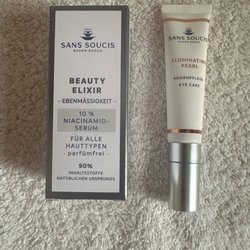 SANS SOUCIS
BADEN-BADEN
BEAUTY
ELIXIR
-EBENMÄSSIGKEIT-
10 %
NIACINAMID-
SERUM
FÜR ALLE
HAUTTYPEN
- parfümfrei -
90%
INHALTSSTOFFE
NATÜRLICHEN URSPRUNGS
SANS SOUCIS
BADEN-BADEN
ILLUMINATING
PEARL
AUGENPFLEGE
EYE CARE